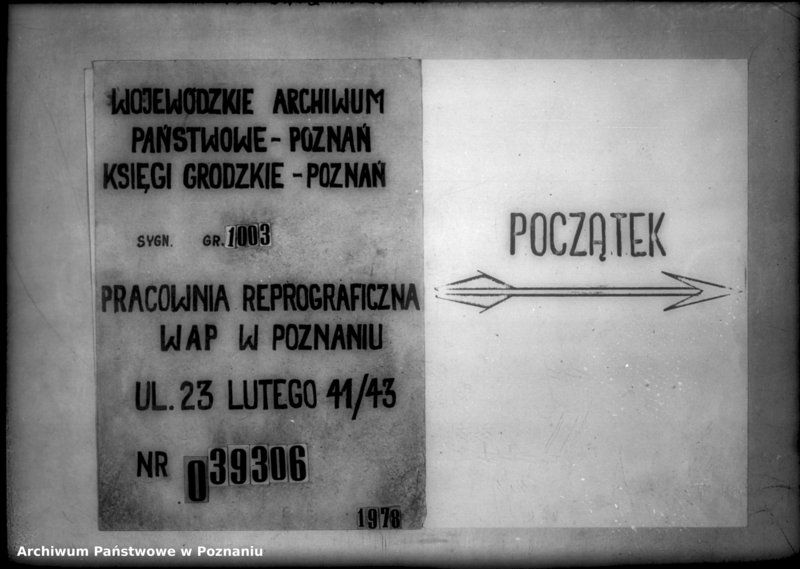 WOJEWÓDZKIE ARCHIWUM
PAŃSTWOWE - POZNAŃ
KSIĘGI GRODZKIE - POZNAŃ
SYGN. GR. 1003
PRACOWNIA REPROGRAFICZNA
WAP W POZNANIU
UL. 23 LUTEGO 41/43
NR 039306
1978
POCZĄTEK
Archiwum Państwowe w Poznaniu